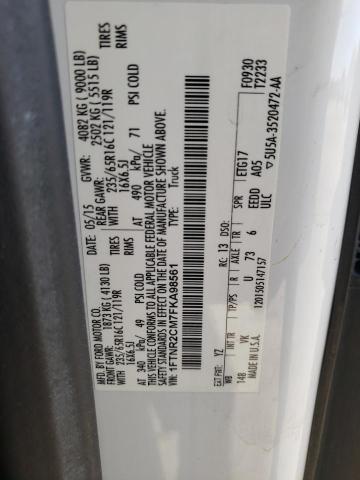 MFD. BY FORD MOTOR CO.
05/15 GVWR: 4082 KG ( 9000 LB)
FRONT GAWR: 1873 KG ( 4130 LB) REAR GAWR: 2502 KG ( 5515 LB)
WITH 235/65R16C 121/119R WITH 235/65R16C 121/119R TIRES
16X6.5J 16X6.5J RIMS
AT 340 kPa/ 49 PSI COLD AT 490 kPa/ 71 PSI COLD
THIS VEHICLE CONFORMS TO ALL APPLICABLE FEDERAL MOTOR VEHICLE
SAFETY STANDARDS IN EFFECT ON THE DATE OF MANUFACTURE SHOWN ABOVE.
VIN: 1FTNR2CM7FKA98561
Truck
F0930
T2233
EXT PNT: YZ RC: 13 DSO:
WB INT TR TP/PS R AXLE TR SPR ETG17
148 VK U 73 6 EEDD A05
ULC
MADE IN U.S.A. 1201505147157
5U5A-3520472-AA